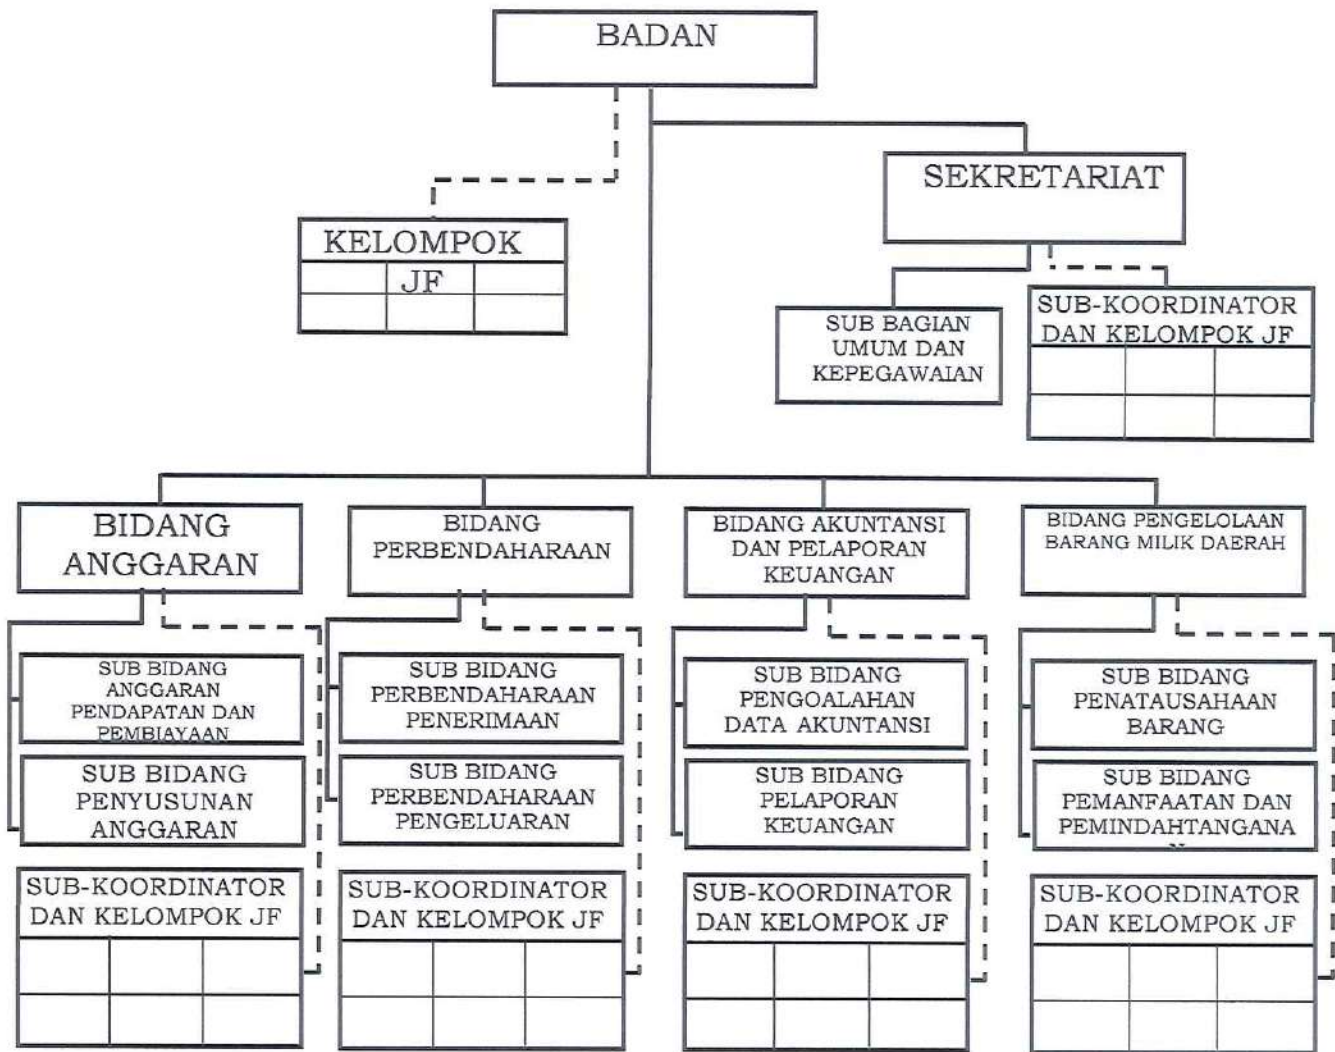 BADAN
SEKRETARIAT
KELOMPOK
JF
SUB BAGIAN
UMUM DAN
KEPEGAWAIAN
SUB-KOORDINATOR
DAN KELOMPOK JF
BIDANG
ANGGARAN
BIDANG
PERBENDAHARAAN
BIDANG AKUNTANSI
DAN PELAPORAN
KEUANGAN
BIDANG PENGELOLAAN
BARANG MILIK DAERAH
SUB BIDANG
ANGGARAN
PENDAPATAN DAN
PEMBIAYAAN
SUB BIDANG
PERBENDAHARAAN
PENERIMAAN
SUB BIDANG
PENGOALAHAN
DATA AKUNTANSI
SUB BIDANG
PENATAUSAHAAN
BARANG
SUB BIDANG
PENYUSUNAN
ANGGARAN
SUB BIDANG
PERBENDAHARAAN
PENGELUARAN
SUB BIDANG
PELAPORAN
KEUANGAN
SUB BIDANG
PEMANFAATAN DAN
PEMINDAHTANGANA
N
SUB-KOORDINATOR
DAN KELOMPOK JF
SUB-KOORDINATOR
DAN KELOMPOK JF
SUB-KOORDINATOR
DAN KELOMPOK JF
SUB-KOORDINATOR
DAN KELOMPOK JF